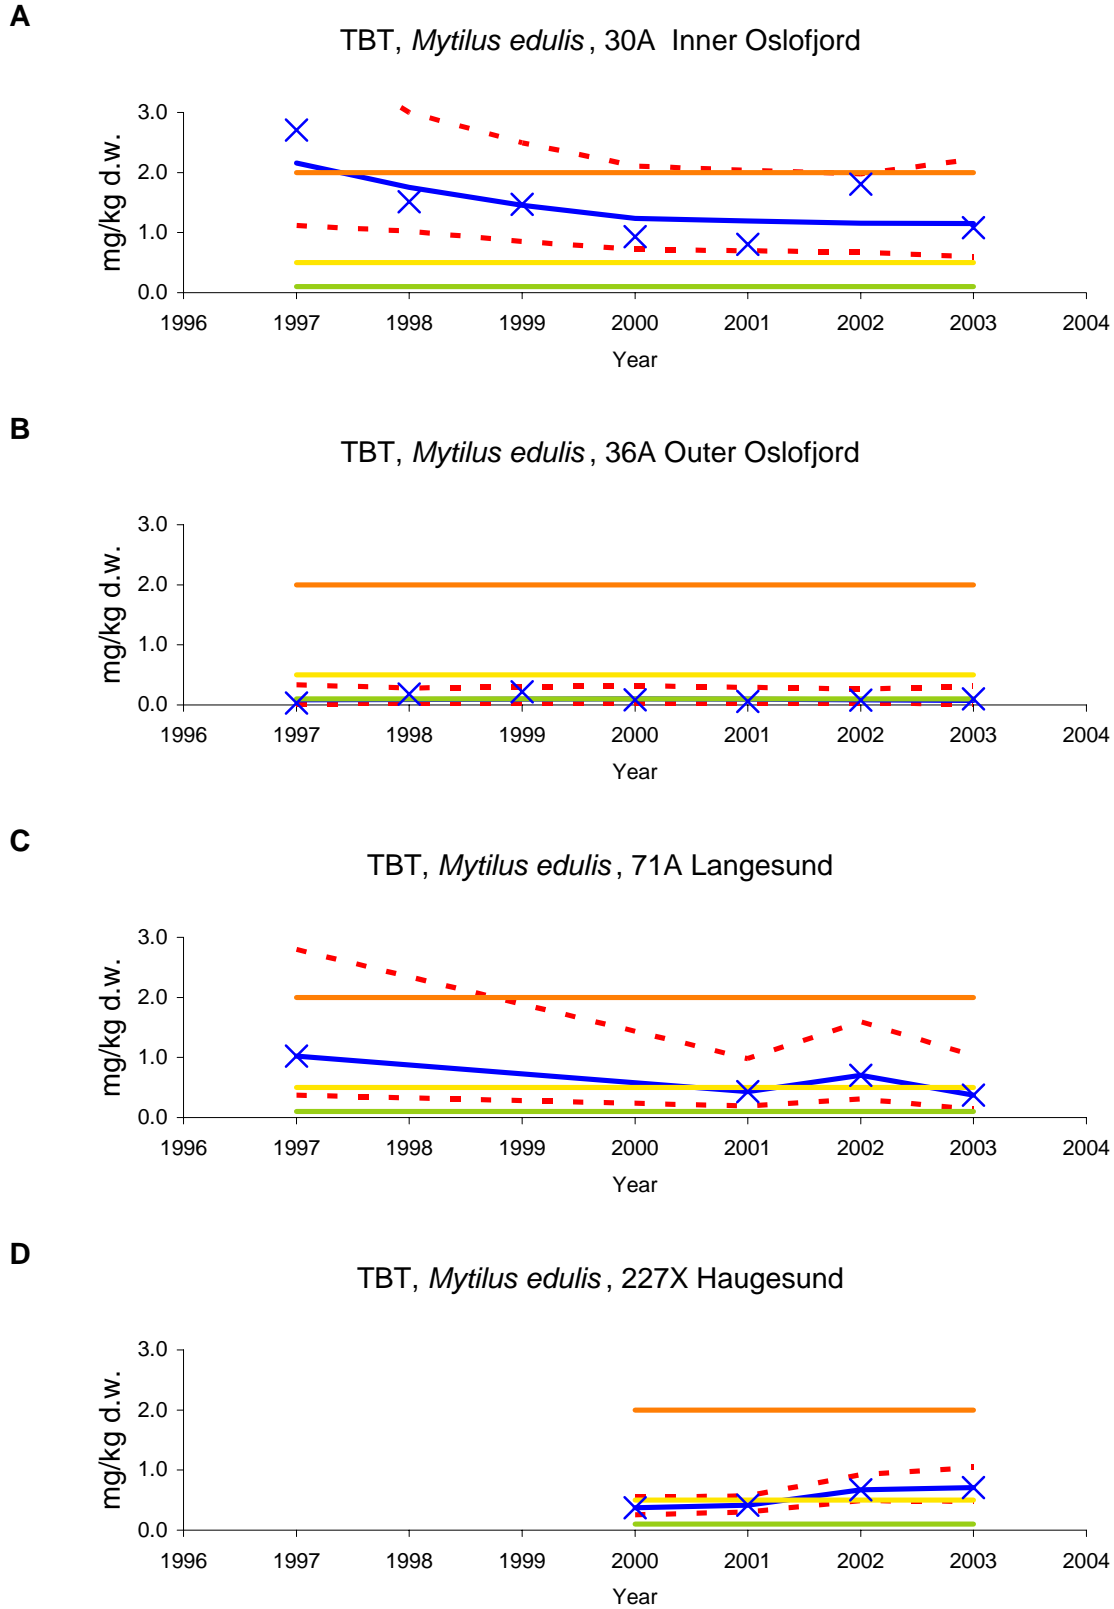 A
TBT, Mytilus edulis, 30A Inner Oslofjord
mg/kg d.w.
3.0
2.0
1.0
0.0
1996 1997 1998 1999 2000 2001 2002 2003 2004
Year
B
TBT, Mytilus edulis, 36A Outer Oslofjord
mg/kg d.w.
3.0
2.0
1.0
0.0
1996 1997 1998 1999 2000 2001 2002 2003 2004
Year
C
TBT, Mytilus edulis, 71A Langesund
mg/kg d.w.
3.0
2.0
1.0
0.0
1996 1997 1998 1999 2000 2001 2002 2003 2004
Year
D
TBT, Mytilus edulis, 227X Haugesund
mg/kg d.w.
3.0
2.0
1.0
0.0
1996 1997 1998 1999 2000 2001 2002 2003 2004
Year